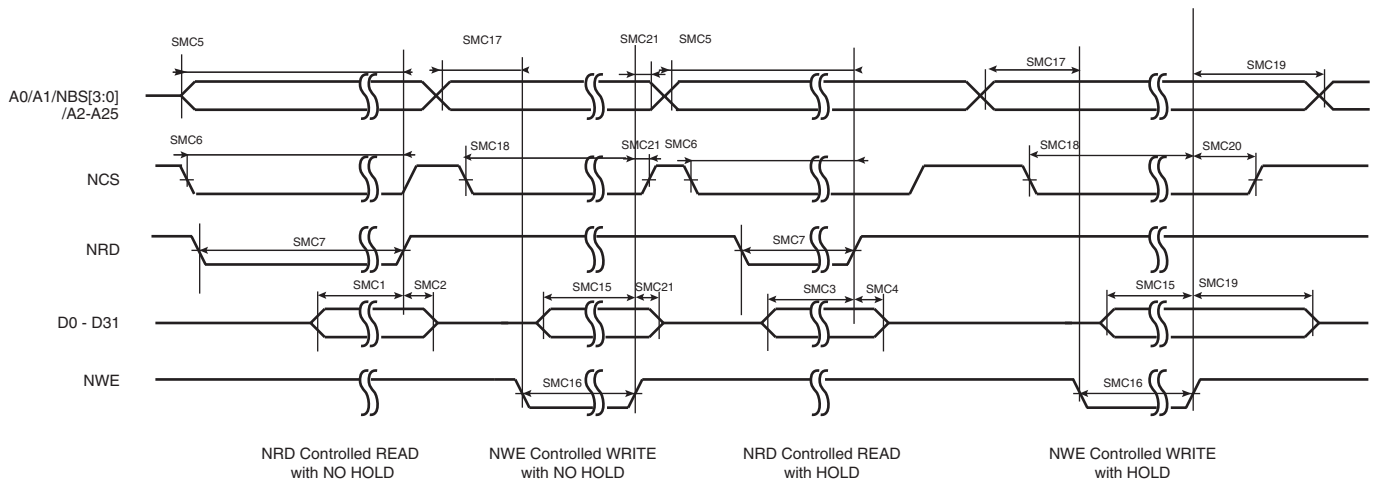 SMC5
SMC17
SMC21
SMC5
SMC17
SMC19
A0/A1/NBS[3:0]
/A2-A25
SMC6
SMC18
SMC21
SMC6
SMC18
SMC20
NCS
NRD
SMC7
SMC7
SMC1
SMC2
SMC15
SMC21
SMC3
SMC4
SMC15
SMC19
D0 - D31
NWE
SMC16
SMC16
NRD Controlled READ
with NO HOLD
NWE Controlled WRITE
with NO HOLD
NRD Controlled READ
with HOLD
NWE Controlled WRITE
with HOLD